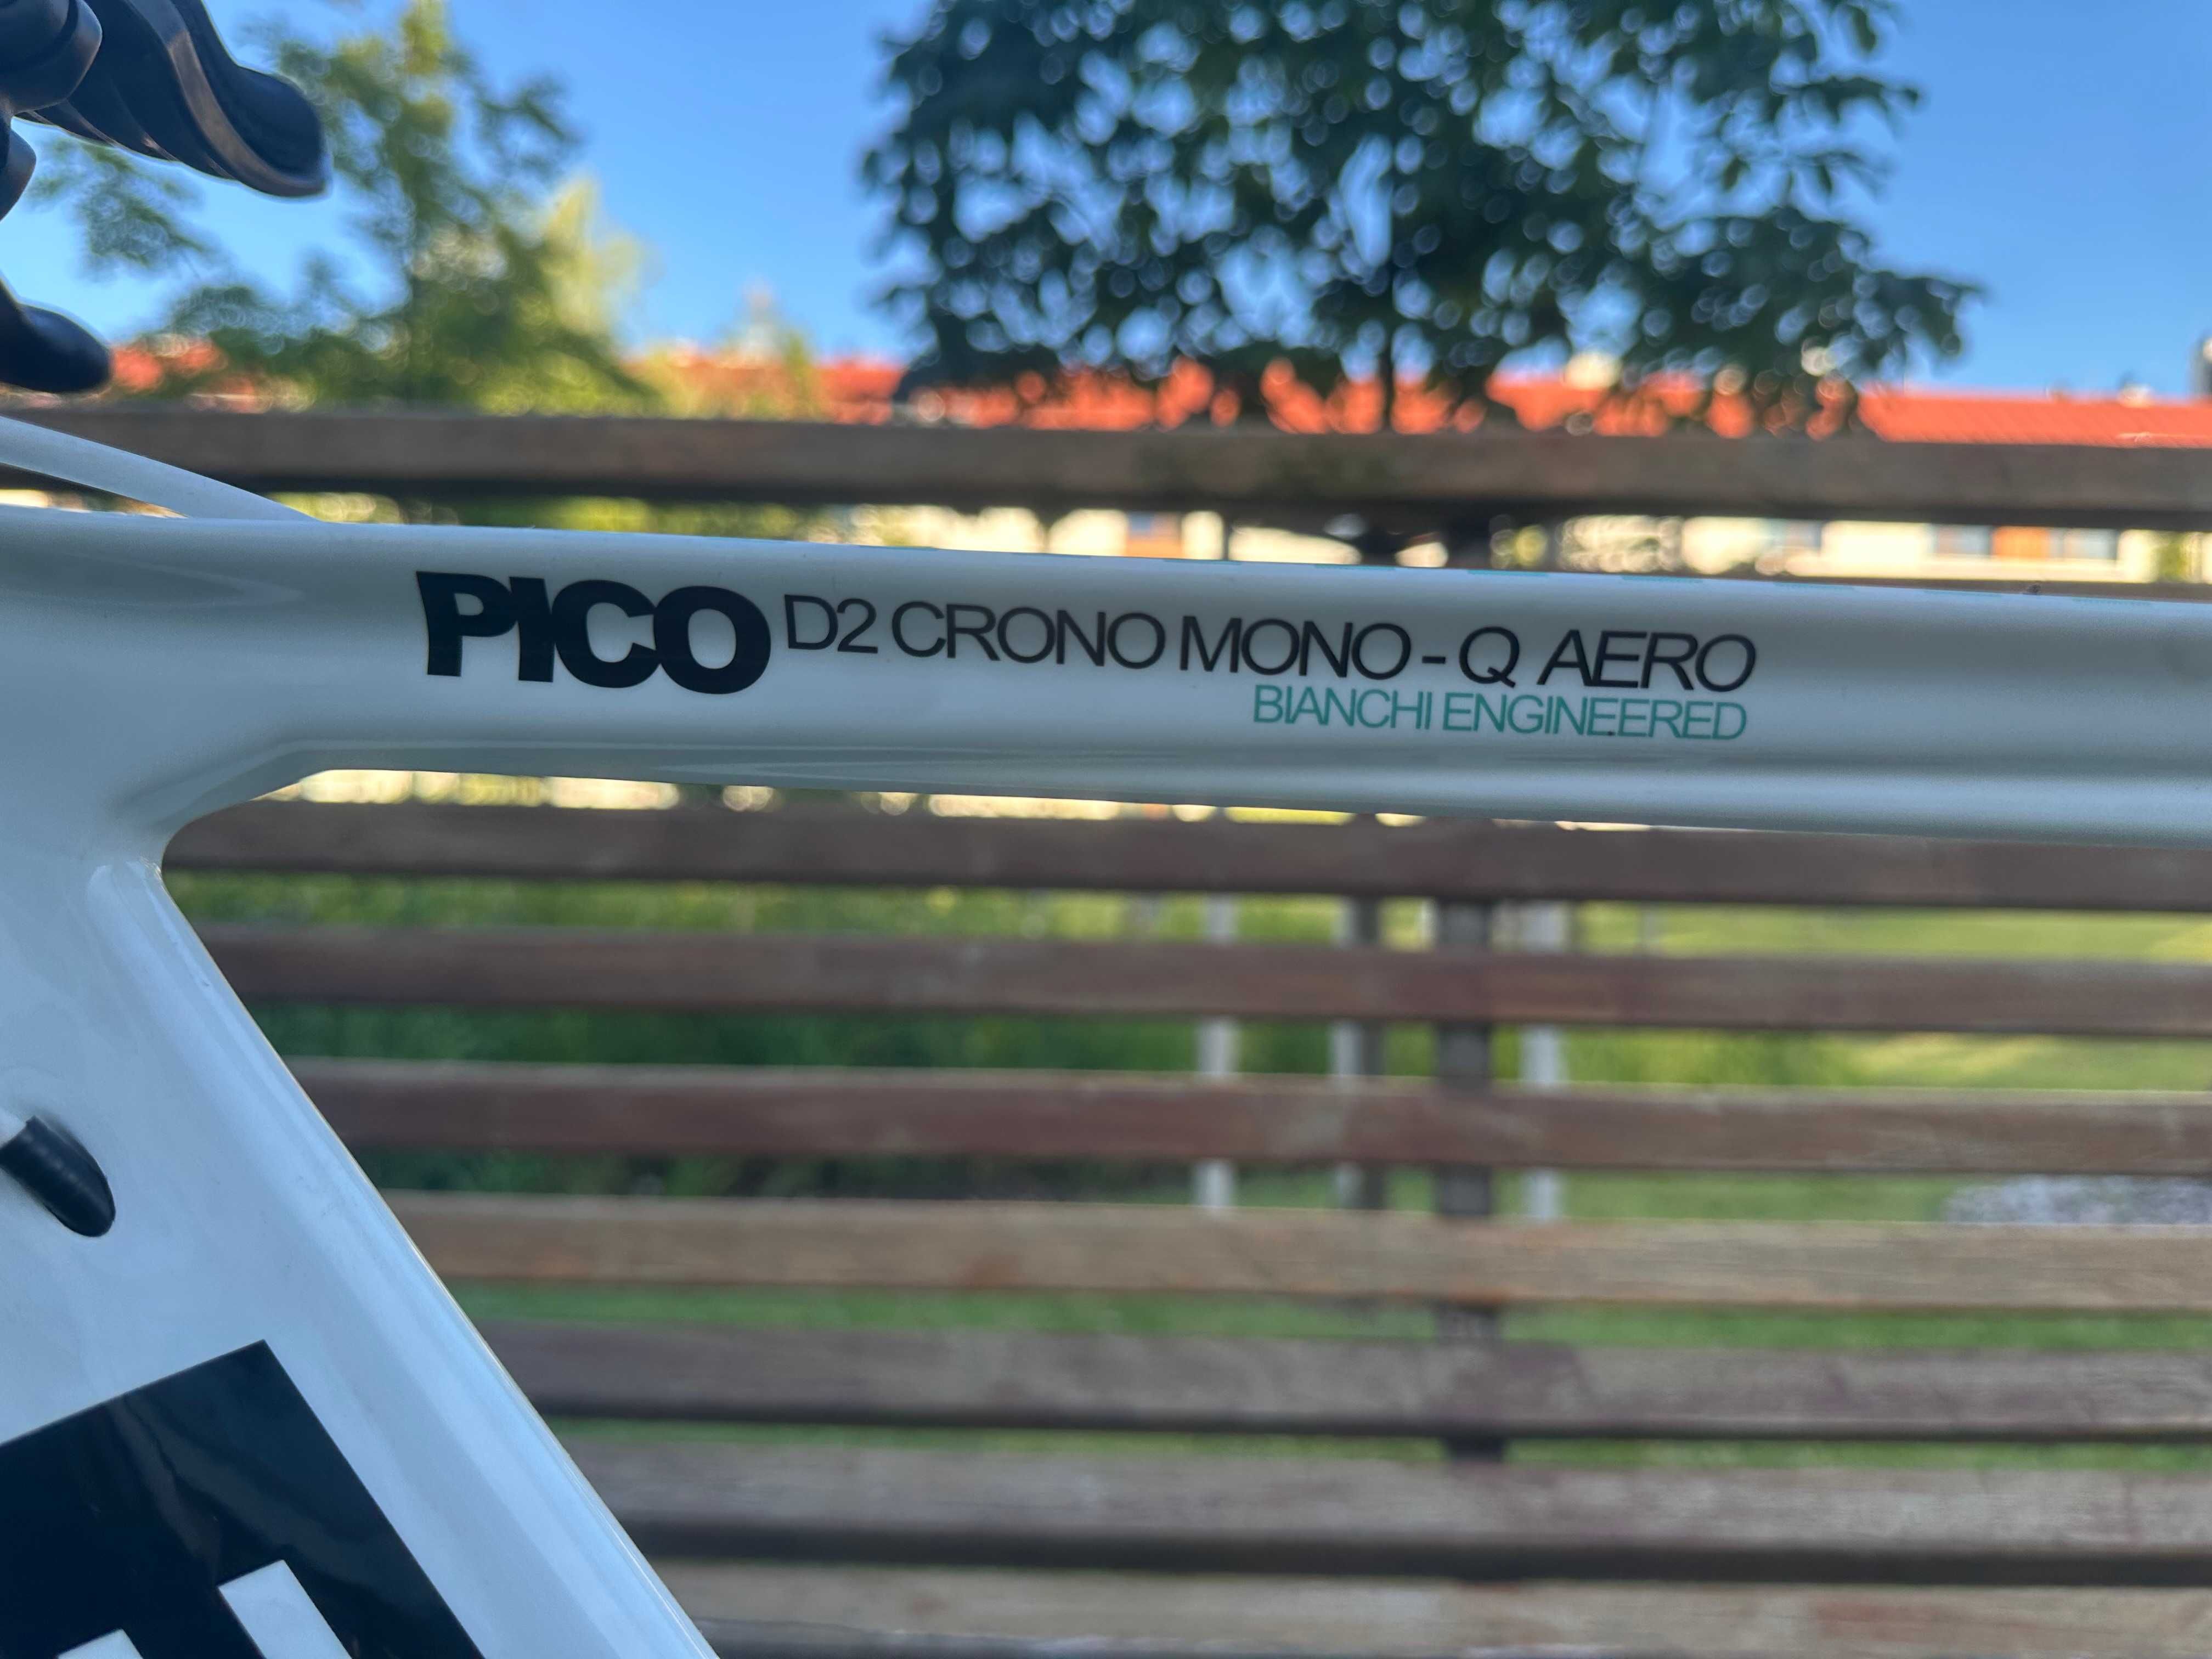 PICO D2 CRONO MONO-Q AERO
BIANCHI ENGINEERED